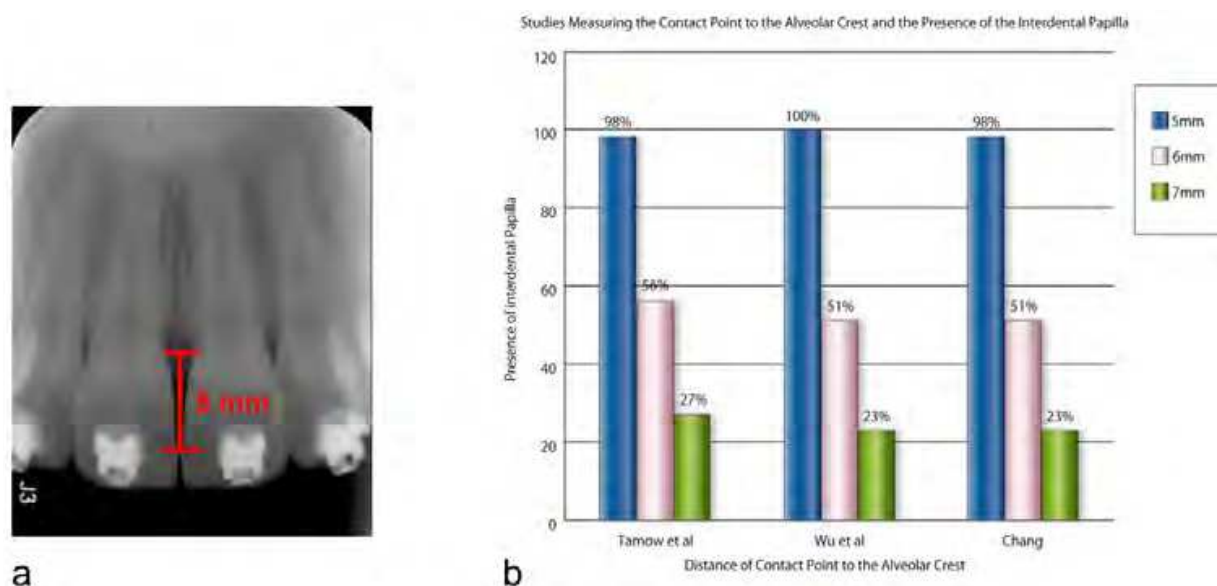 8 mm
J3
a
Studies Measuring the Contact Point to the Alveolar Crest and the Presence of the Interdental Papilla
Presence of interdental Papilla
120
100
80
60
40
20
0
98%
56%
27%
100%
51%
23%
98%
51%
23%
Tarnow et al
Wu et al
Chang
Distance of Contact Point to the Alveolar Crest
5mm
6mm
7mm
b